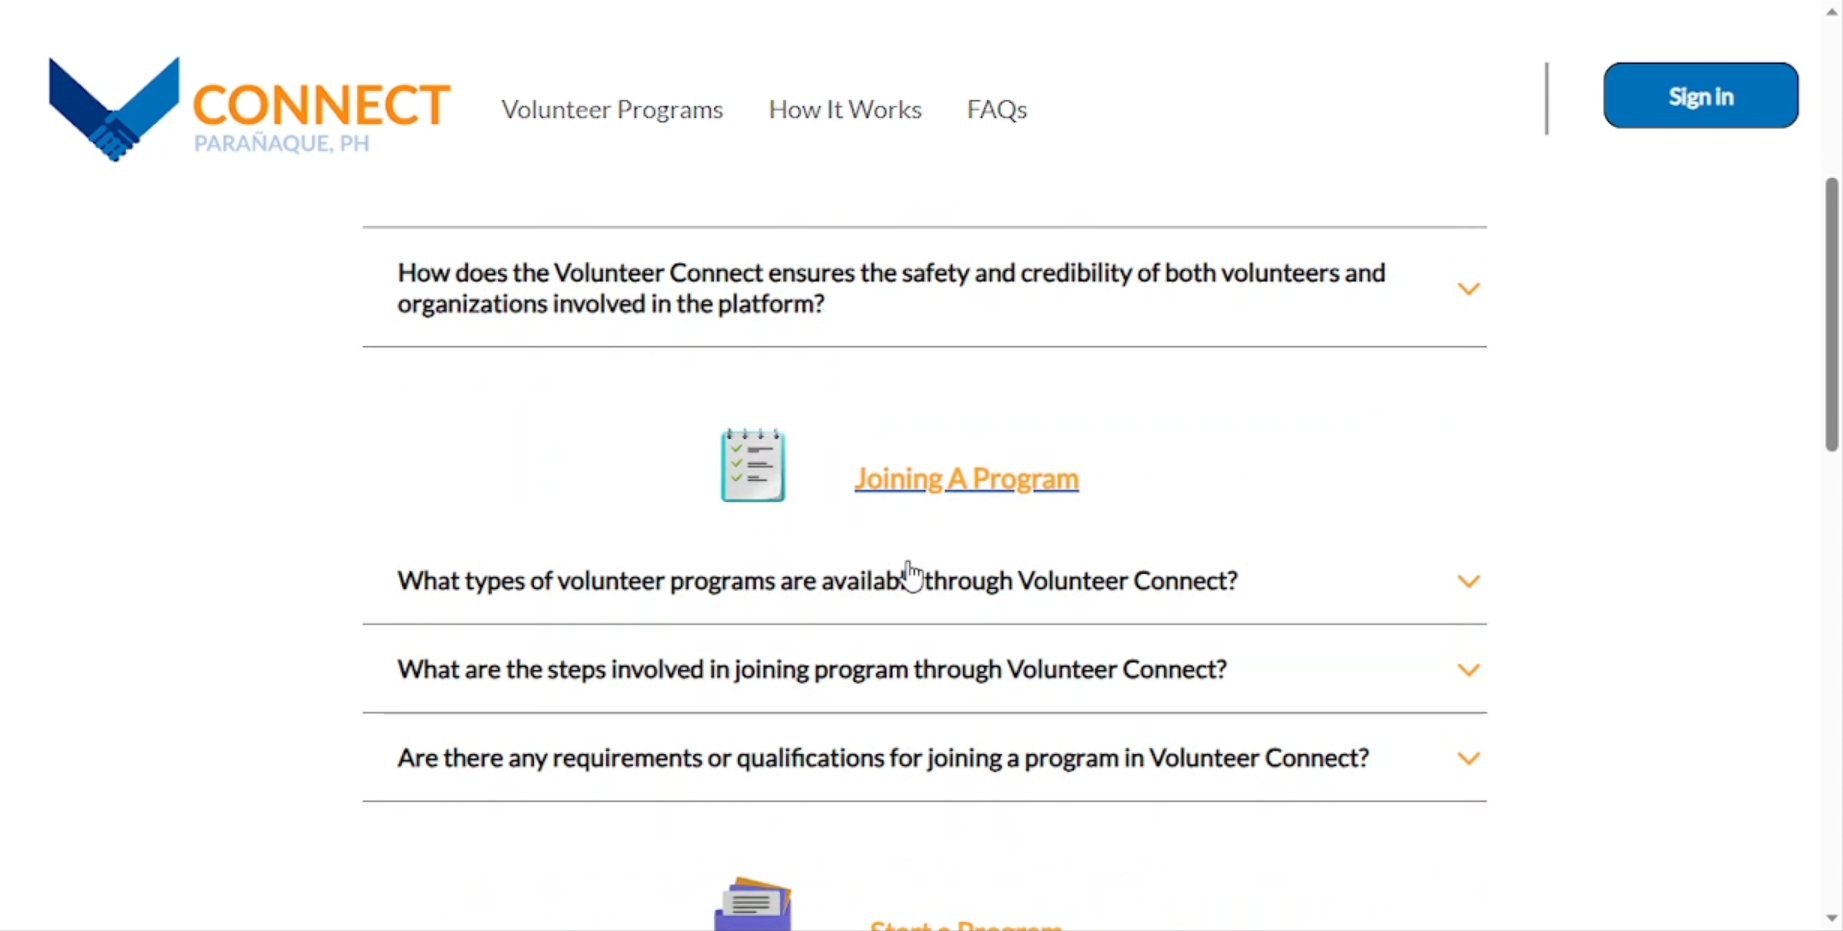 CONNECT
PARAÑAQUE, PH
Volunteer Programs
How It Works
FAQs
Sign in
How does the Volunteer Connect ensures the safety and credibility of both volunteers and
organizations involved in the platform?
Joining A Program
What types of volunteer programs are available through Volunteer Connect?
What are the steps involved in joining program through Volunteer Connect?
Are there any requirements or qualifications for joining a program in Volunteer Connect?
Start a Program